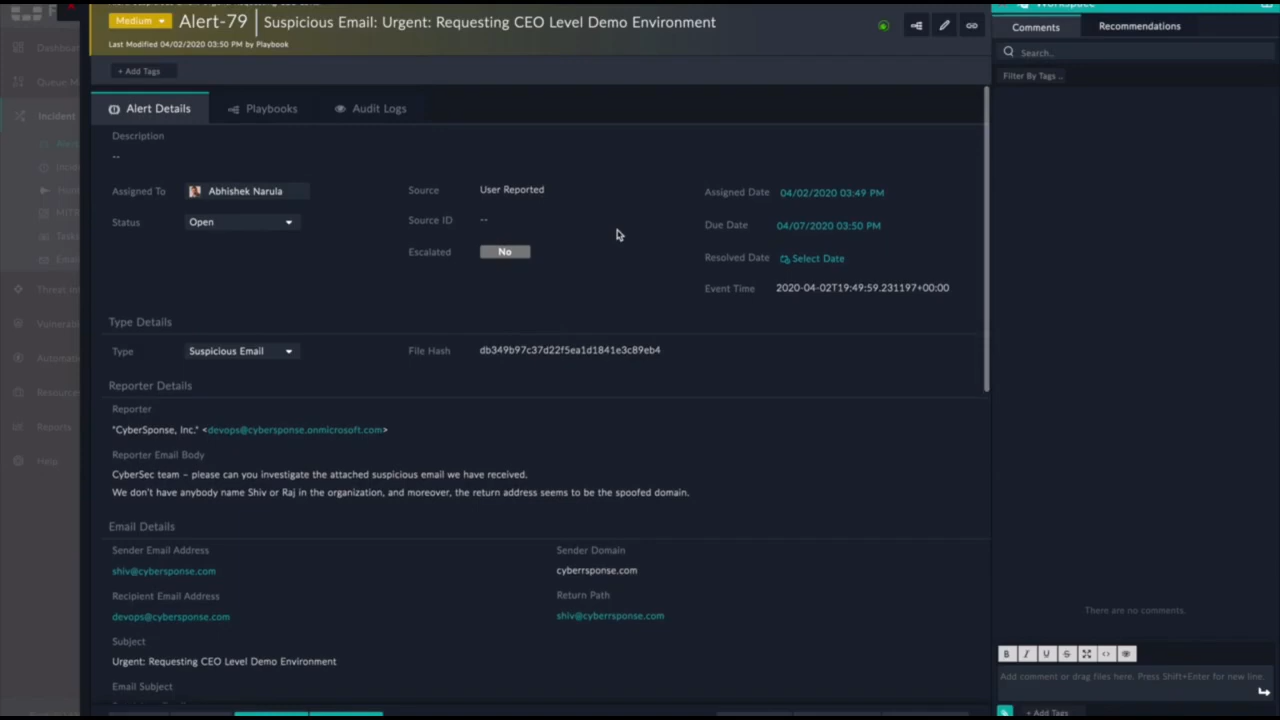 Medium
Alert-79
Suspicious Email: Urgent: Requesting CEO Level Demo Environment
Last Modified 04/02/2020 03:50 PM by Playbook
+ Add Tags
Alert Details
Playbooks
Audit Logs
Description
--
Assigned To
Abhishek Narula
Status
Open
Source
User Reported
Source ID
--
Escalated
No
Assigned Date
04/02/2020 03:49 PM
Due Date
04/07/2020 03:50 PM
Resolved Date
Select Date
Event Time
2020-04-02T19:49:59.231197+00:00
Type Details
Type
Suspicious Email
File Hash
db349b97c37d22f5ea1d1841e3c89eb4
Reporter Details
Reporter
"CyberSponse, Inc." <devops@cybersponse.onmicrosoft.com>
Reporter Email Body
CyberSec team – please can you investigate the attached suspicious email we have received.
We don't have anybody name Shiv or Raj in the organization, and moreover, the return address seems to be the spoofed domain.
Email Details
Sender Email Address
shiv@cybersponse.com
Sender Domain
cyberrsponse.com
Recipient Email Address
devops@cybersponse.com
Return Path
shiv@cyberrsponse.com
Subject
Urgent: Requesting CEO Level Demo Environment
Email Subject
Workspace
Comments
Recommendations
Search..
Filter By Tags ..
There are no comments.
B I U S
Add comment or drag files here. Press Shift+Enter for new line.
+ Add Tags
Incident
Reports
Help